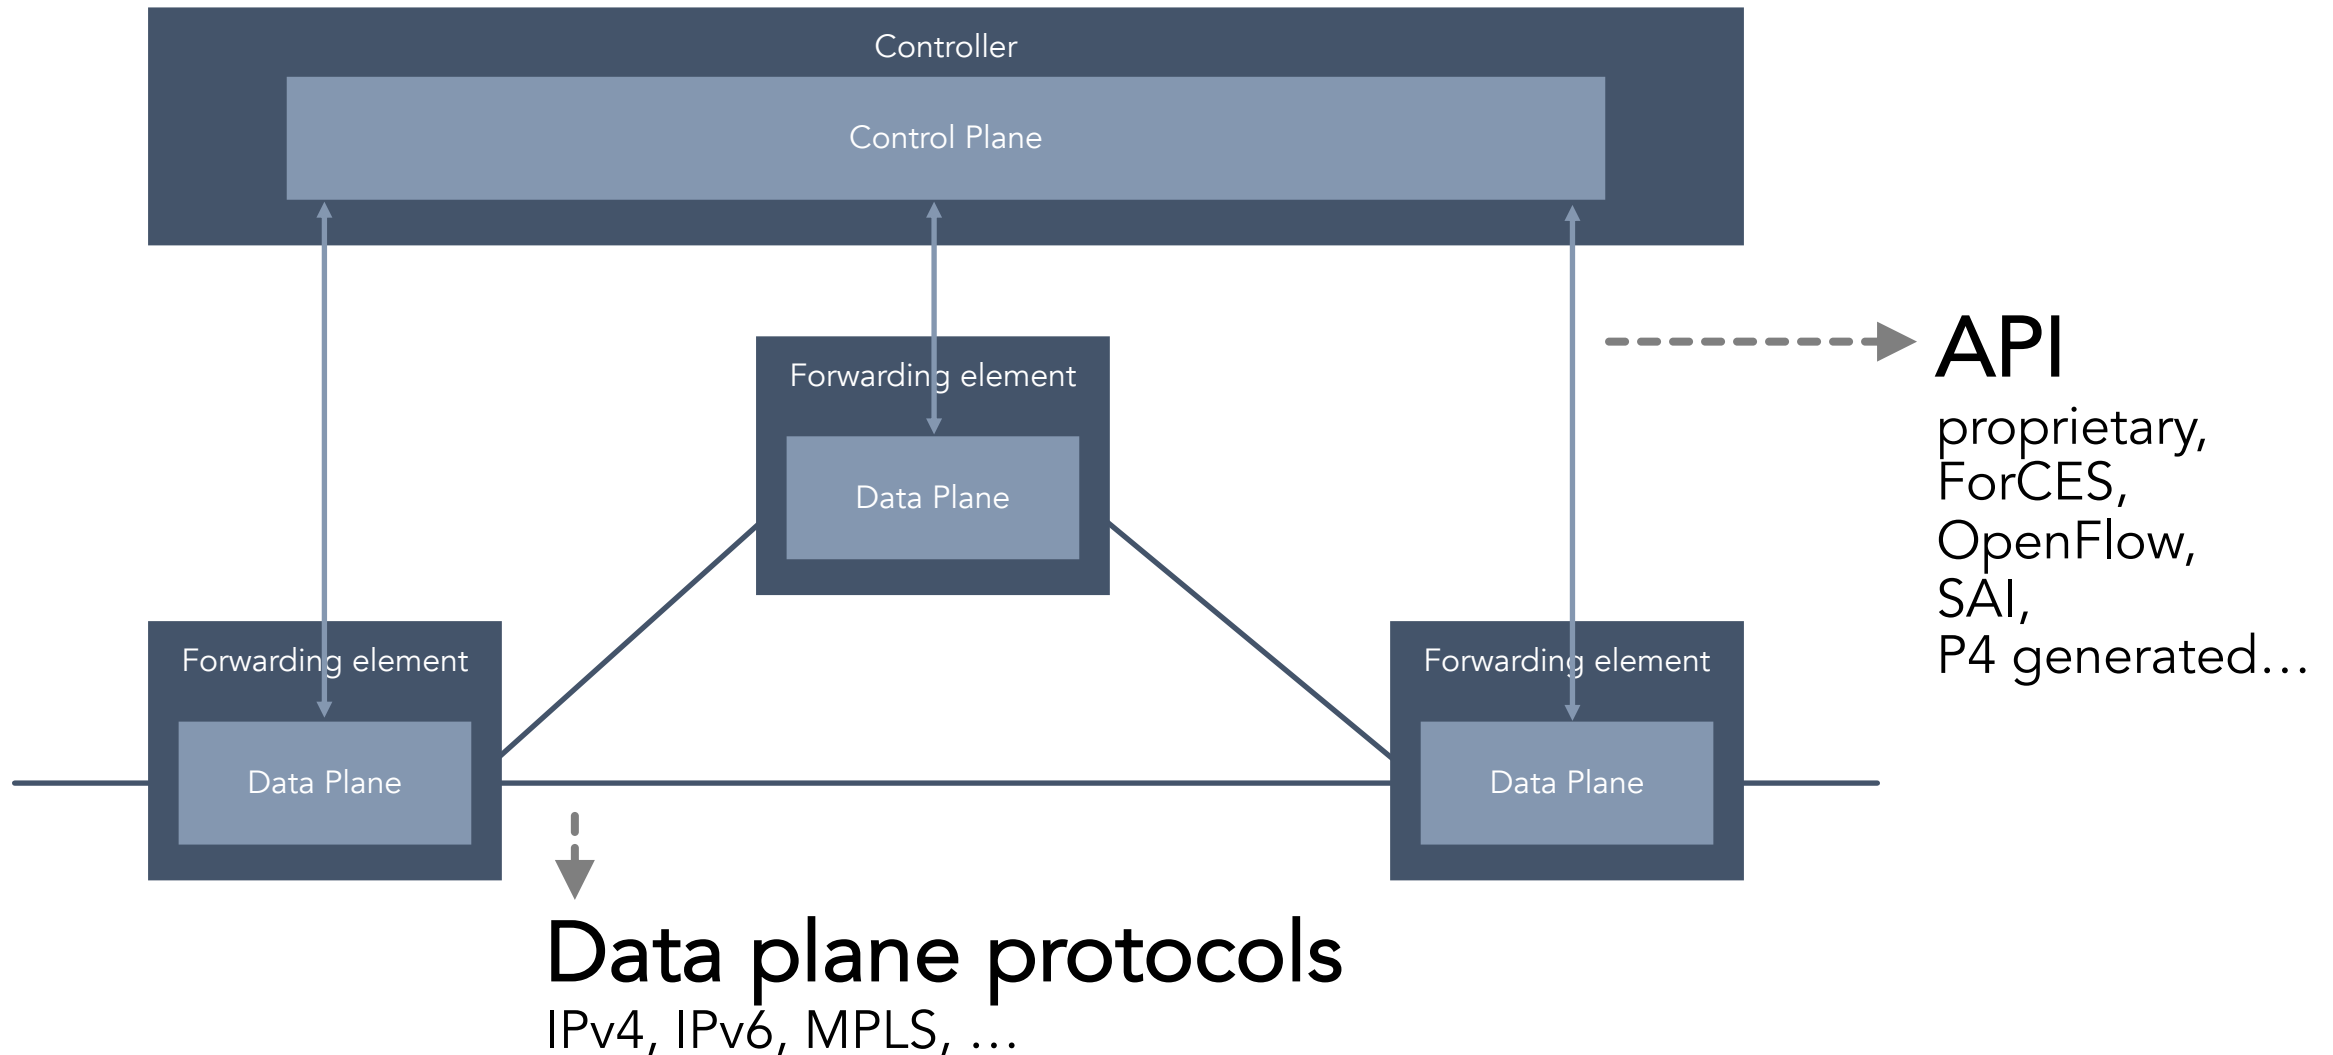 Controller
Control Plane
Forwarding element
Data Plane
Forwarding element
Data Plane
Forwarding element
Data Plane
API
proprietary,
ForCES,
OpenFlow,
SAI,
P4 generated…
Data plane protocols
IPv4, IPv6, MPLS, …